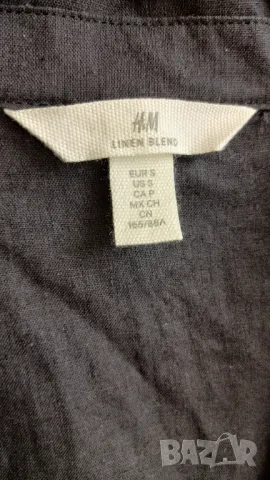 H&M
LINEN BLEND
EUR S
US S
CA P
MX CH
CN
165/88A
BAZAR